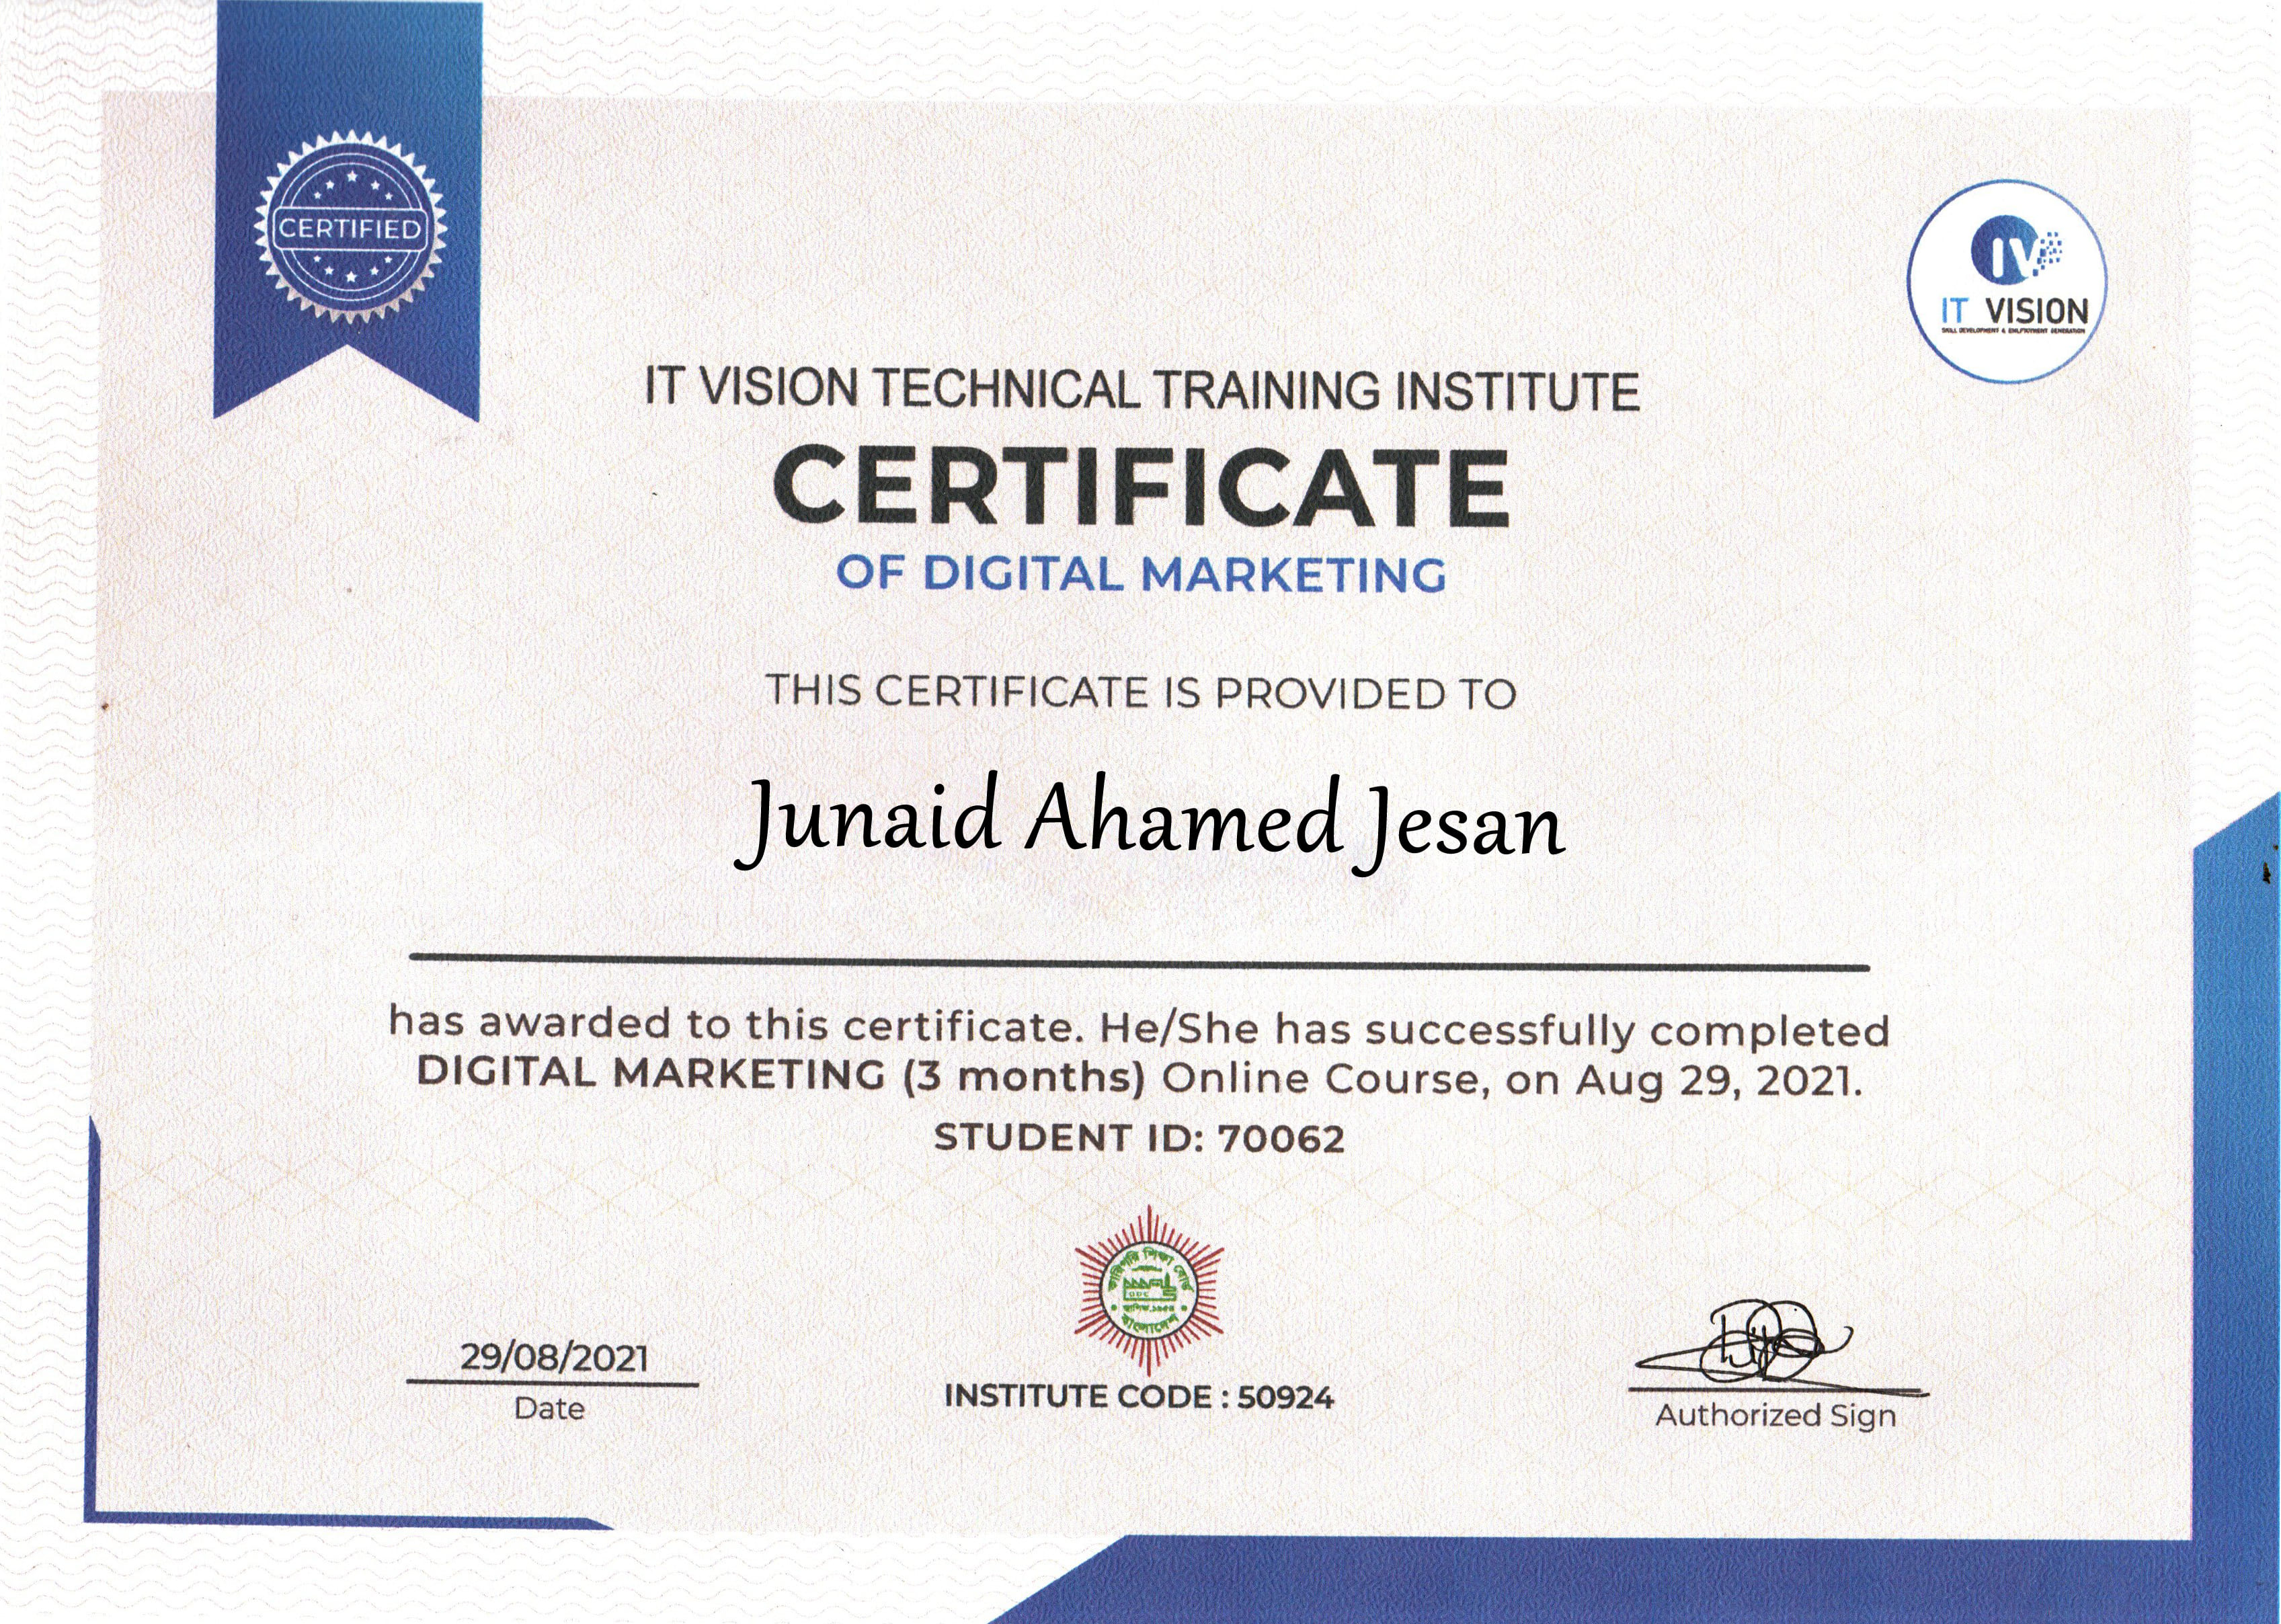 CERTIFIED
IV
IT VISION
SKILL DEVELOPMENT & EMLPYOYMENT GENERATION
IT VISION TECHNICAL TRAINING INSTITUTE
CERTIFICATE
OF DIGITAL MARKETING
THIS CERTIFICATE IS PROVIDED TO
Junaid Ahamed Jesan
has awarded to this certificate. He/She has successfully completed
DIGITAL MARKETING (3 months) Online Course, on Aug 29, 2021.
STUDENT ID: 70062
কারিগরি শিক্ষা বোর্ড
বাংলাদেশ
29/08/2021
Date
INSTITUTE CODE : 50924
Authorized Sign